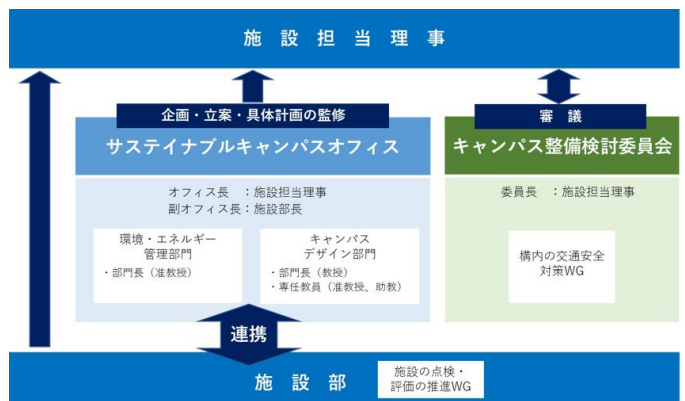 施設担当理事
企画・立案・具体計画の監修
サステイナブルキャンパスオフィス
オフィス長　：施設担当理事
副オフィス長：施設部長
環境・エネルギー
管理部門
・部門長（准教授）
キャンパス
デザイン部門
・部門長（教授）
・専任教員（准教授、助教）
審　議
キャンパス整備検討委員会
委員長　：施設担当理事
構内の交通安全
対策WG
連携
施設部
施設の点検・
評価の推進WG